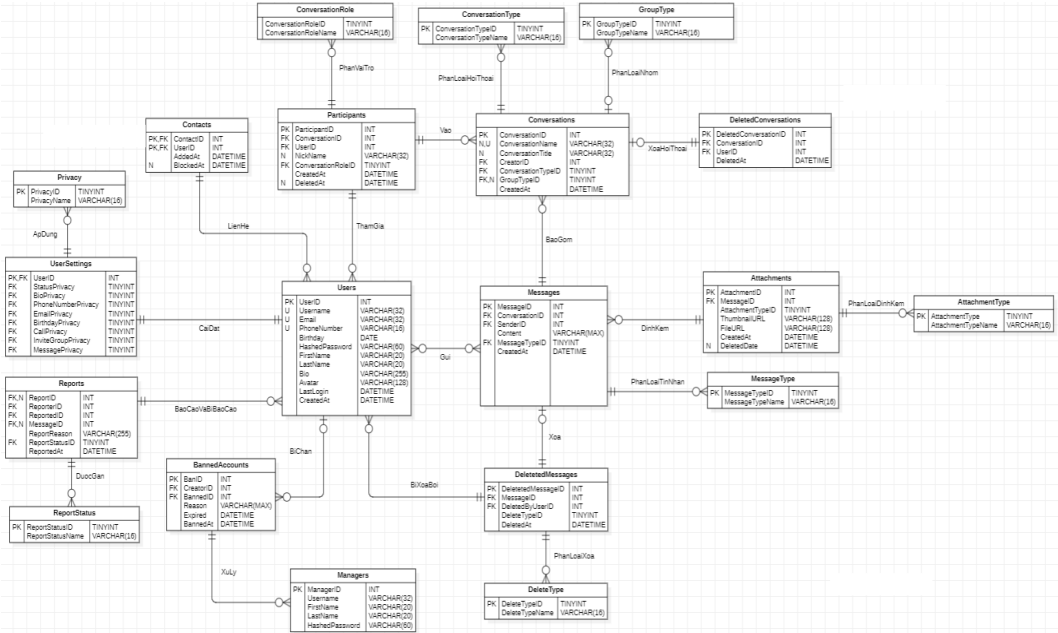 ConversationRole
ConversationRoleID TINYINT
ConversationRoleName VARCHAR(16)
ConversationType
PK ConversationTypeID TINYINT
ConversationTypeName VARCHAR(16)
GroupType
PK GroupTypeID TINYINT
GroupTypeName VARCHAR(16)
PhanVaiTro
PhanLoaiHoiThoai
PhanLoaiNhom
Contacts
PK,FK ContactID INT
PK,FK UserID INT
AddedAt DATETIME
N BlockedAt DATETIME
Participants
PK ParticipantID INT
FK ConversationID INT
FK UserID INT
N NickName VARCHAR(32)
FK ConversationRoleID TINYINT
CreatedAt DATETIME
N DeletedAt DATETIME
Vao
Conversations
PK ConversationID INT
N,U ConversationName VARCHAR(32)
N ConversationTitle VARCHAR(32)
FK CreatorID INT
FK ConversationTypeID TINYINT
FK,N GroupTypeID TINYINT
CreatedAt DATETIME
XoaHoiThoai
DeletedConversations
PK DeletedConversationID INT
FK ConversationID INT
FK UserID INT
DeletedAt DATETIME
Privacy
PK PrivacyID TINYINT
PrivacyName VARCHAR(16)
ApDung
LienHe
ThamGia
BaoGom
UserSettings
PK,FK UserID INT
FK StatusPrivacy TINYINT
FK BioPrivacy TINYINT
FK PhoneNumberPrivacy TINYINT
FK EmailPrivacy TINYINT
FK BirthdayPrivacy TINYINT
FK CallPrivacy TINYINT
FK InviteGroupPrivacy TINYINT
FK MessagePrivacy TINYINT
CaiDat
Users
PK UserID INT
U Username VARCHAR(32)
U Email VARCHAR(32)
U PhoneNumber VARCHAR(16)
Birthday DATE
HashedPassword VARCHAR(60)
FirstName VARCHAR(20)
LastName VARCHAR(20)
Bio VARCHAR(255)
Avatar VARCHAR(128)
LastLogin DATETIME
CreatedAt DATETIME
Gui
Messages
PK MessageID INT
FK ConversationID INT
FK SenderID INT
Content VARCHAR(MAX)
FK MessageTypeID TINYINT
CreatedAt DATETIME
DinhKem
Attachments
PK AttachmentID INT
FK MessageID INT
AttachmentTypeID TINYINT
ThumbnailURL VARCHAR(128)
FileURL VARCHAR(128)
CreatedAt DATETIME
N DeletedDate DATETIME
PhanLoaiDinhKem
AttachmentType
PK AttachmentType TINYINT
AttachmentTypeName VARCHAR(16)
PhanLoaiTinNhan
MessageType
PK MessageTypeID TINYINT
MessageTypeName VARCHAR(16)
Reports
FK,N ReportID INT
FK ReporterID INT
FK ReportedID INT
FK,N MessageID INT
ReportReason VARCHAR(255)
FK ReportStatusID TINYINT
ReportedAt DATETIME
BaoCaoVaBiBaoCao
DuocGan
ReportStatus
PK ReportStatusID TINYINT
ReportStatusName VARCHAR(16)
BiChan
BiXoaBoi
Xoa
BannedAccounts
PK BanID INT
FK CreatorID INT
FK BannedID INT
Reason VARCHAR(MAX)
Expired DATETIME
BannedAt DATETIME
DeletetedMessages
PK DeletetedMessageID INT
FK MessageID INT
FK DeletedByUserID INT
DeleteTypeID TINYINT
DeletedAt DATETIME
XuLy
PhanLoaiXoa
Managers
PK ManagerID INT
Username VARCHAR(32)
FirstName VARCHAR(20)
LastName VARCHAR(20)
HashedPassword VARCHAR(60)
DeleteType
PK DeleteTypeID TINYINT
DeleteTypeName VARCHAR(16)